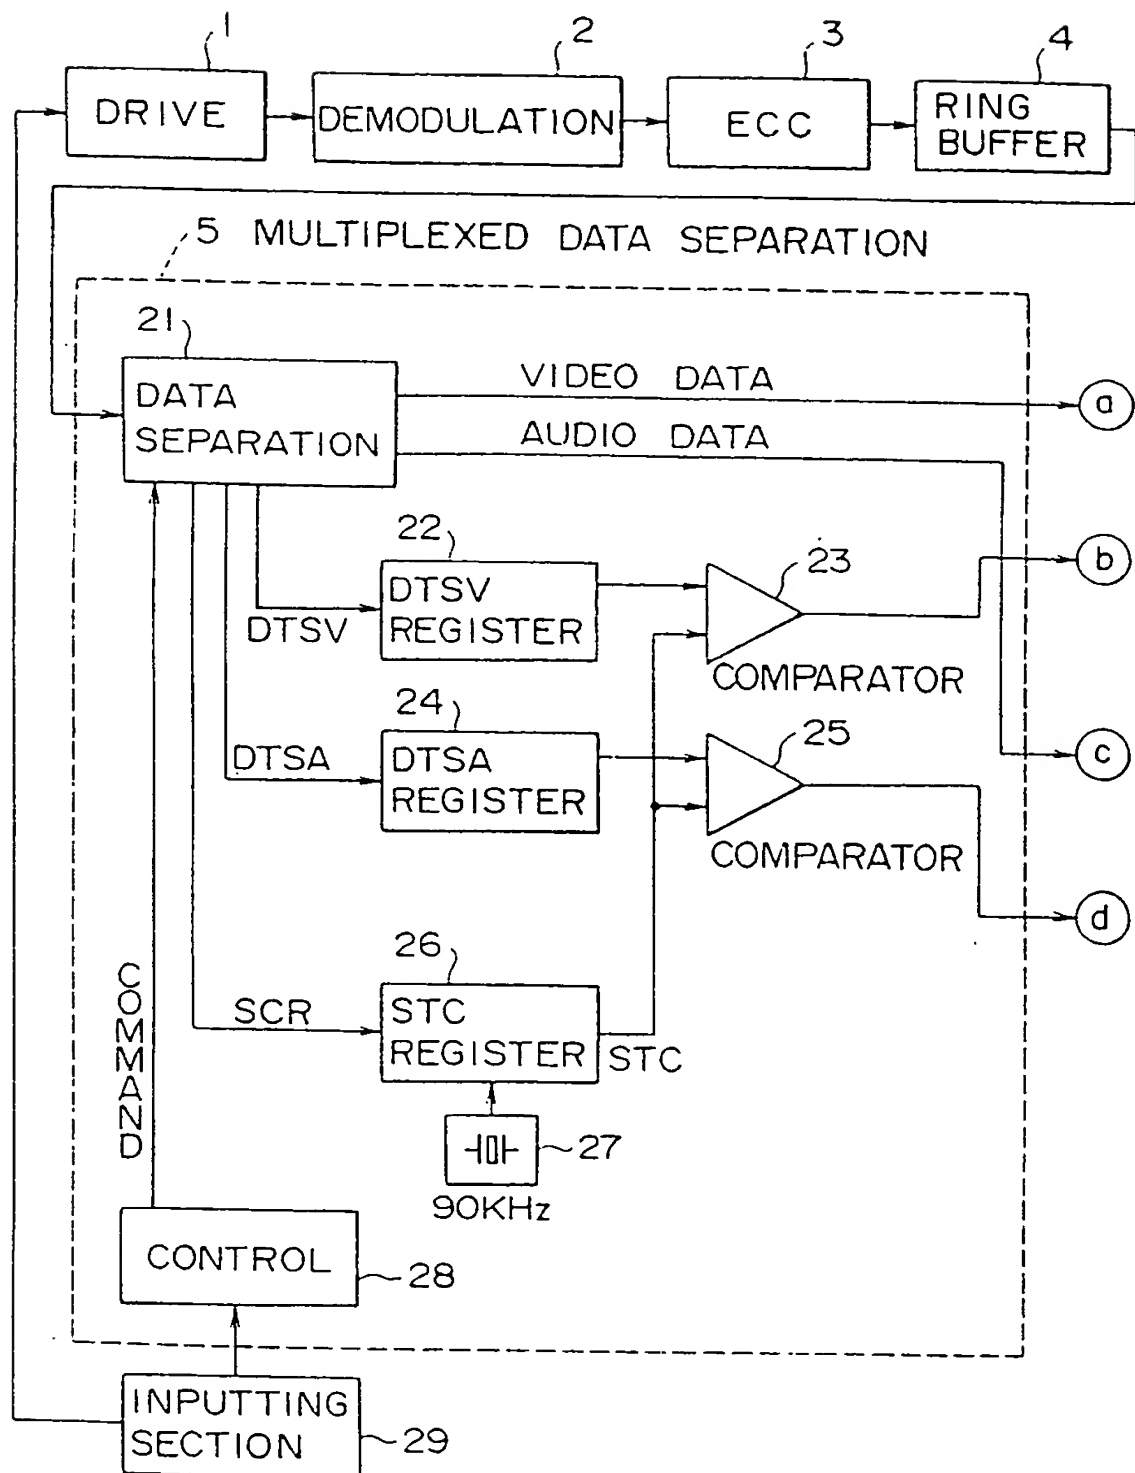 1
2
3
4
DRIVE
DEMODULATION
ECC
RING
BUFFER
5 MULTIPLEXED DATA SEPARATION
21
DATA
SEPARATION
VIDEO DATA
AUDIO DATA
a
22
DTSV
REGISTER
DTSV
23
COMPARATOR
b
24
DTSA
DTSA
REGISTER
25
COMPARATOR
c
d
26
SCR
STC
REGISTER
STC
COMMAND
27
90KHz
CONTROL
28
INPUTTING
SECTION
29